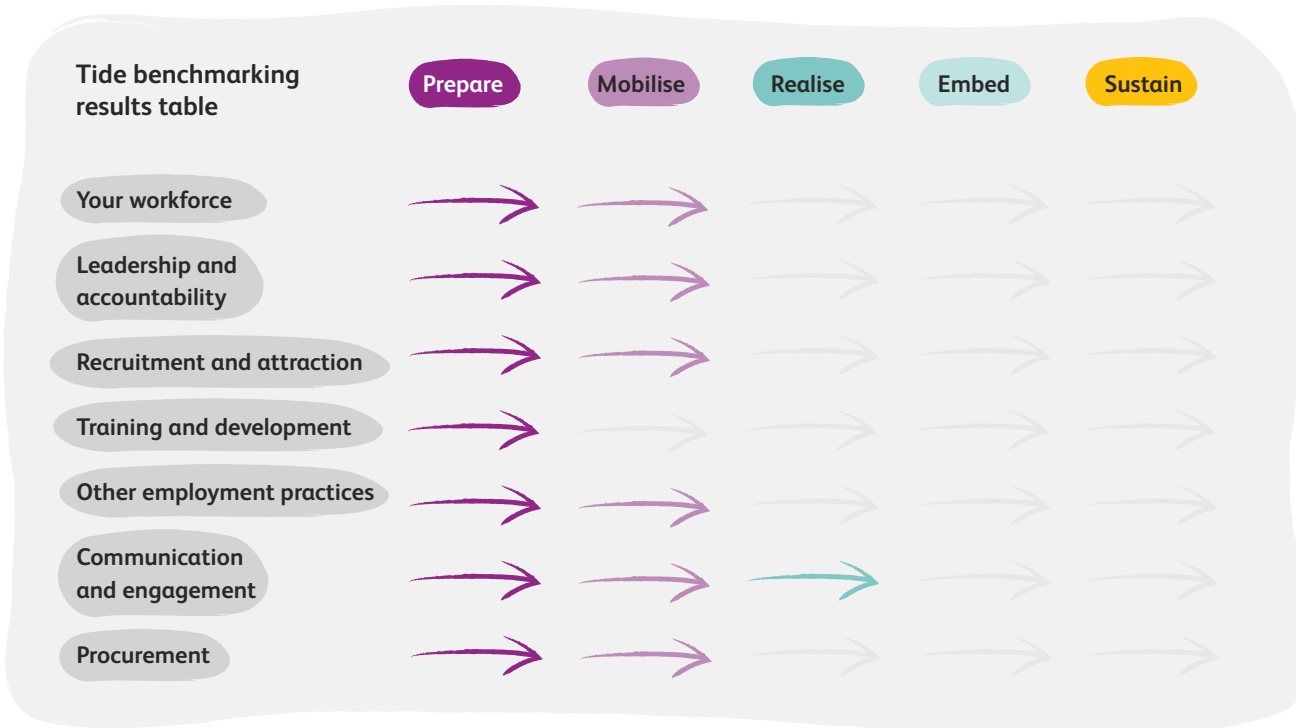 Tide benchmarking
results table
Prepare
Mobilise
Realise
Embed
Sustain
Your workforce
Leadership and
accountability
Recruitment and attraction
Training and development
Other employment practices
Communication
and engagement
Procurement